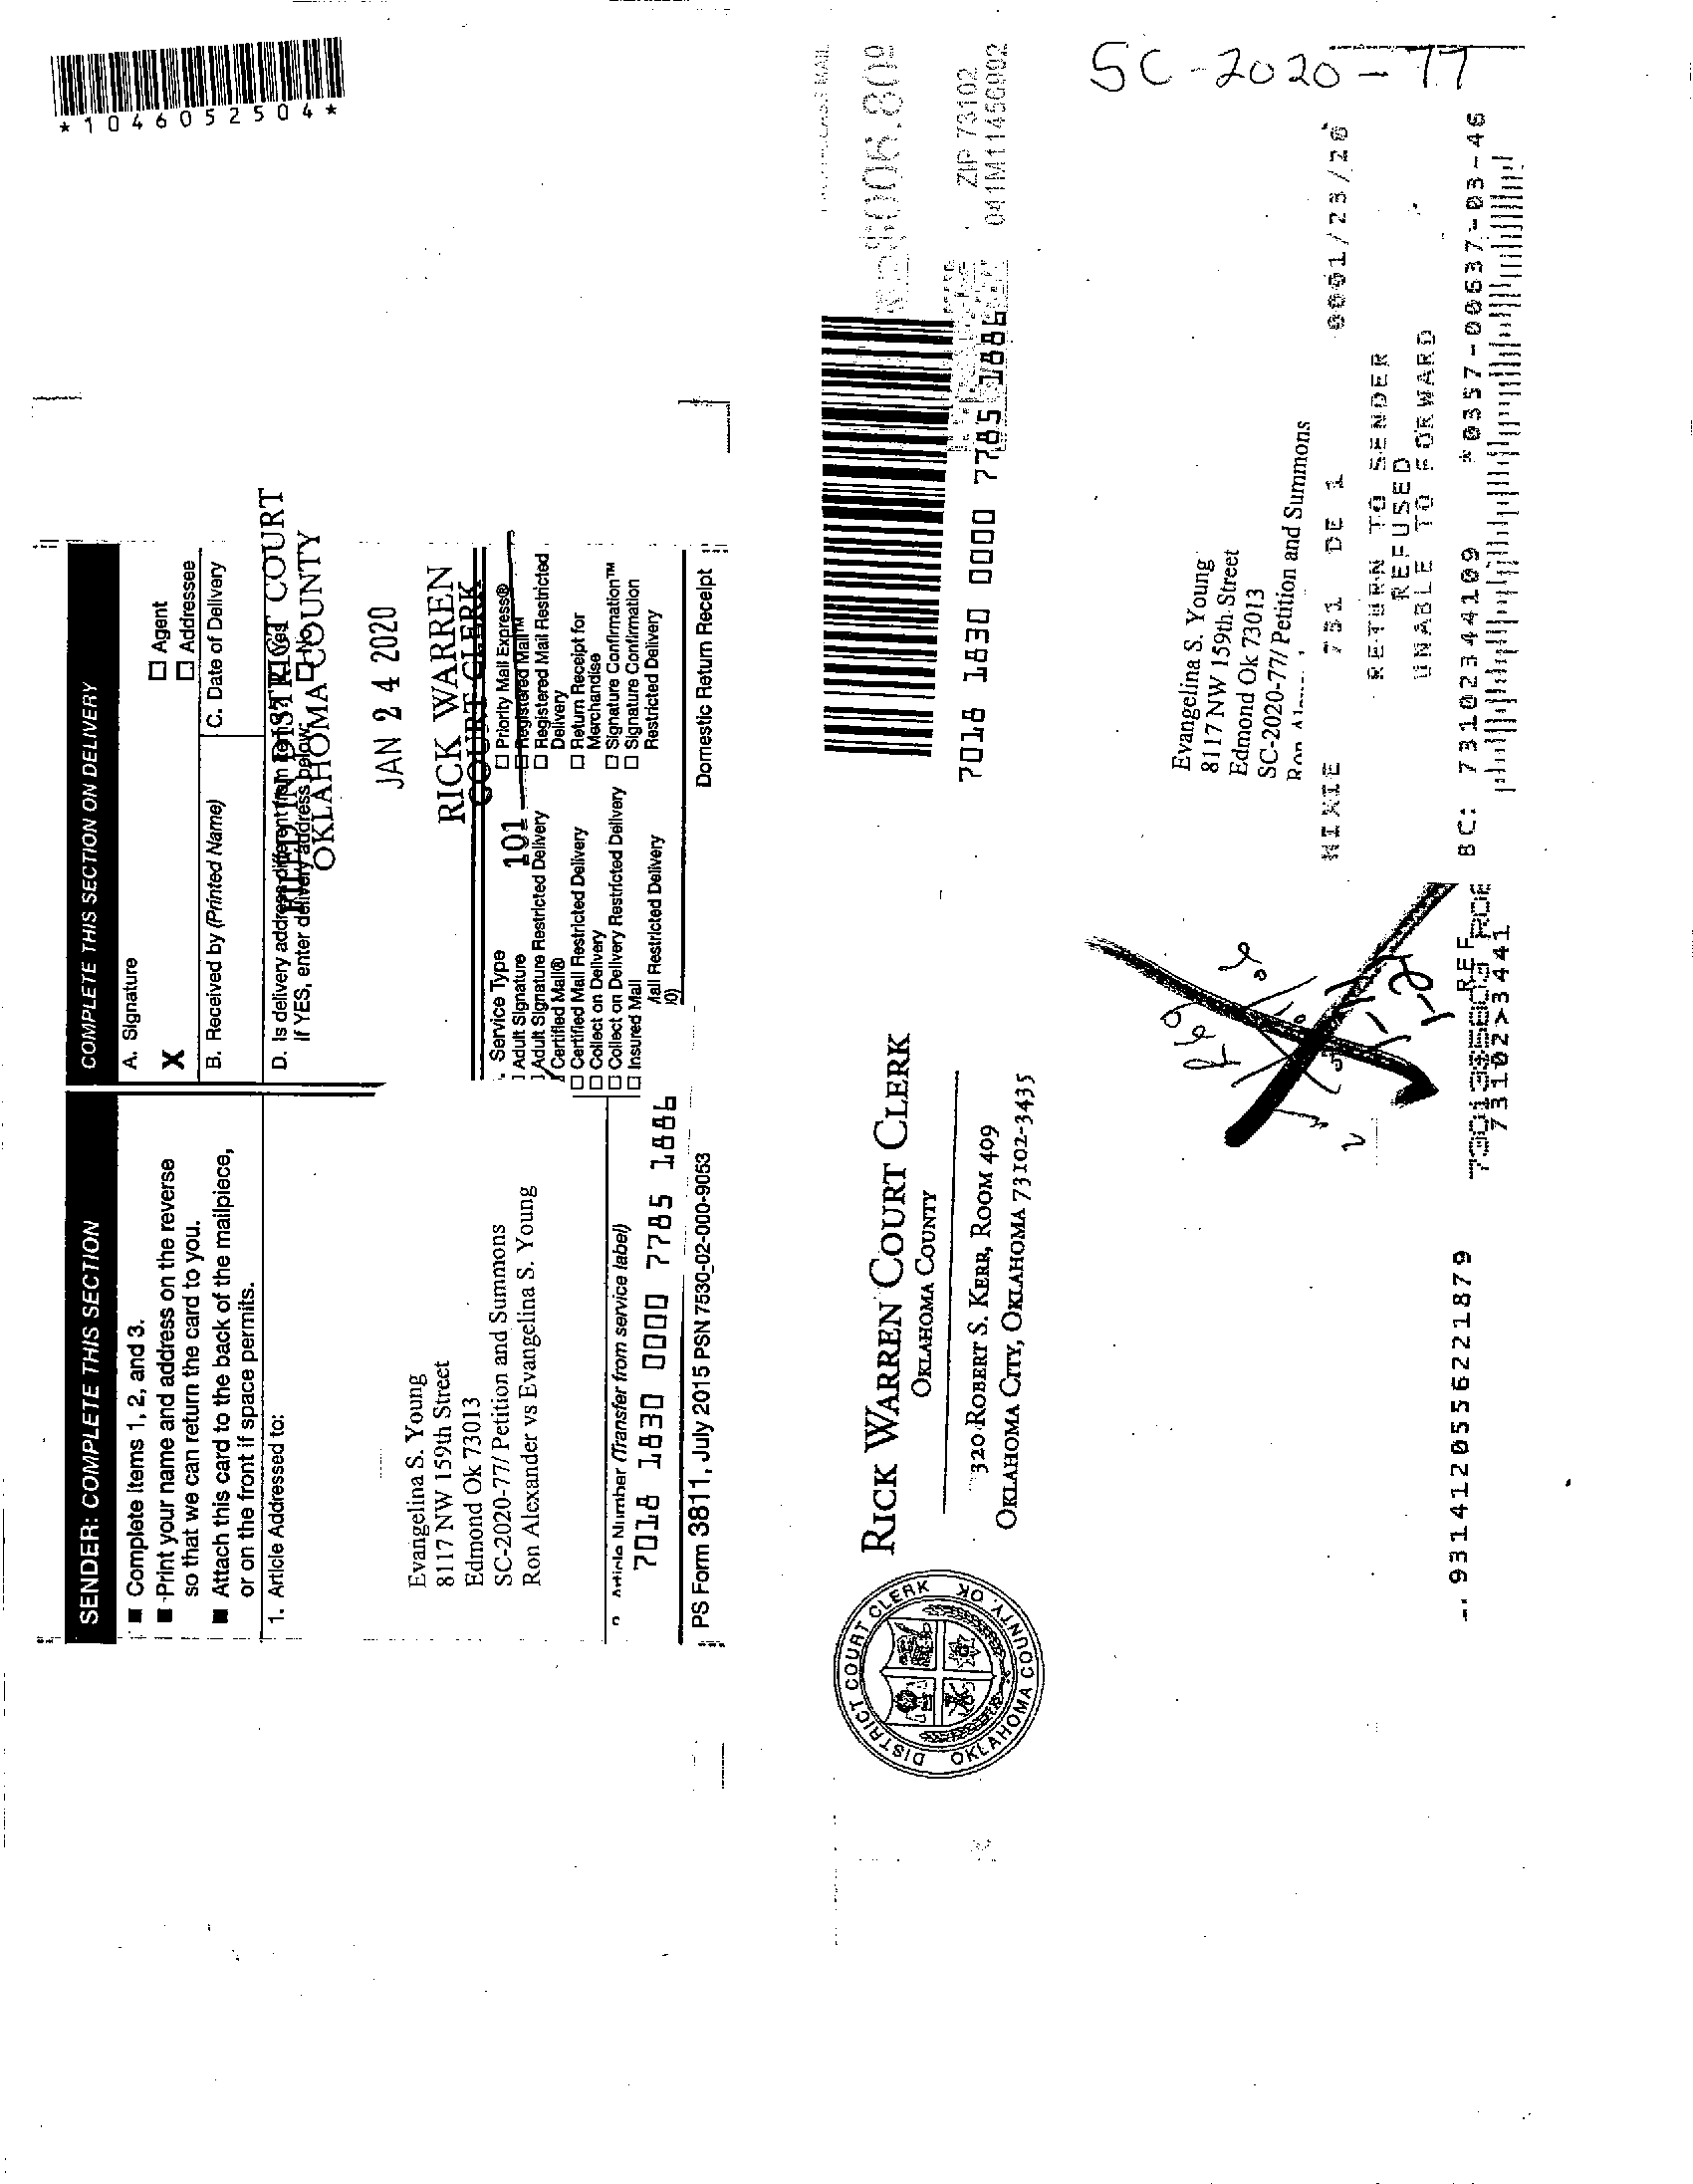 *1046052504*
SENDER: COMPLETE THIS SECTION
■ Complete items 1, 2, and 3.
■ Print your name and address on the reverse
so that we can return the card to you.
■ Attach this card to the back of the mailpiece,
or on the front if space permits.
1. Article Addressed to:
Evangelina S. Young
8117 NW 159th Street
Edmond Ok 73013
SC-2020-77/ Petition and Summons
Ron Alexander vs Evangelina S. Young
Article Number (Transfer from service label)
7018 1830 0000 7785 1886
PS Form 3811, July 2015 PSN 7530-02-000-9053
COMPLETE THIS SECTION ON DELIVERY
A. Signature
X
☐ Agent
☐ Addressee
B. Received by (Printed Name)
C. Date of Delivery
D. Is delivery address different from item 1? ☐ Yes
If YES, enter delivery address below: ☐ No
FILED IN DISTRICT COURT
OKLAHOMA COUNTY
JAN 24 2020
RICK WARREN
COURT CLERK
101
Service Type
Adult Signature
Adult Signature Restricted Delivery
Certified Mail®
☐ Certified Mail Restricted Delivery
☐ Collect on Delivery
☐ Collect on Delivery Restricted Delivery
☐ Insured Mail
Mail Restricted Delivery
☐ Priority Mail Express®
☐ Registered Mail™
☐ Registered Mail Restricted
Delivery
☐ Return Receipt for
Merchandise
☐ Signature Confirmation™
☐ Signature Confirmation
Restricted Delivery
Domestic Return Receipt
DISTRICT COURT CLERK
OKLAHOMA COUNTY, OK
RICK WARREN COURT CLERK
OKLAHOMA COUNTY
320 ROBERT S. KERR, ROOM 409
OKLAHOMA CITY, OKLAHOMA 73102-3435
7018 1830 0000 7785 1886
006.809
ZIP 73102
SC-2020-77
Evangelina S. Young
8117 NW 159th Street
Edmond Ok 73013
SC-2020-77/ Petition and Summons
Ron
Ref
NIXIE 731 DE 1 0001/23/20
RETURN TO SENDER
REFUSED
UNABLE TO FORWARD
BC: 73102344109 *0357-00637-03-46
REF
73102>3441
9314120556221879